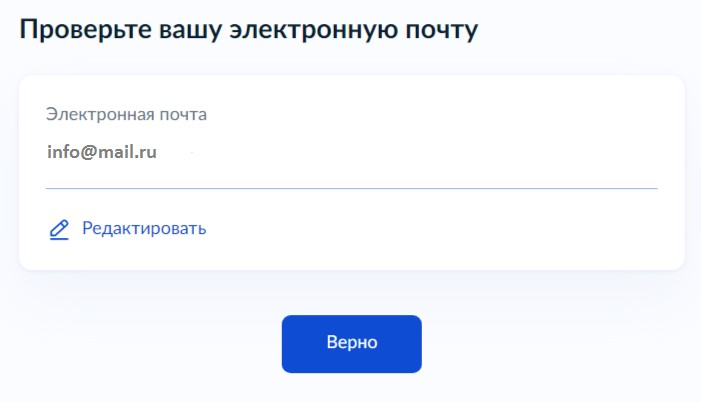 Проверьте вашу электронную почту
Электронная почта
info@mail.ru
Редактировать
Верно